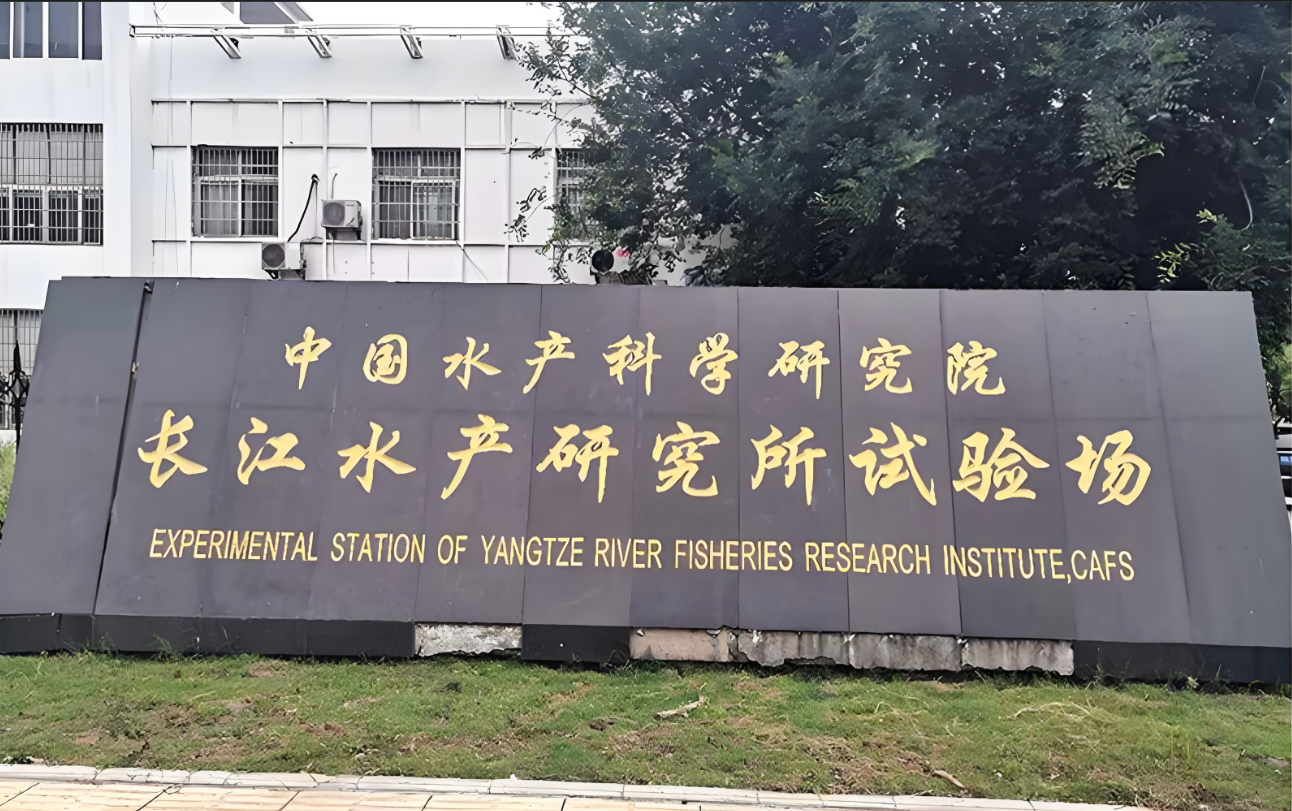 中国水产科学研究院
长江水产研究所试验场
EXPERIMENTAL STATION OF YANGTZE RIVER FISHERIES RESEARCH INSTITUTE,CAFS